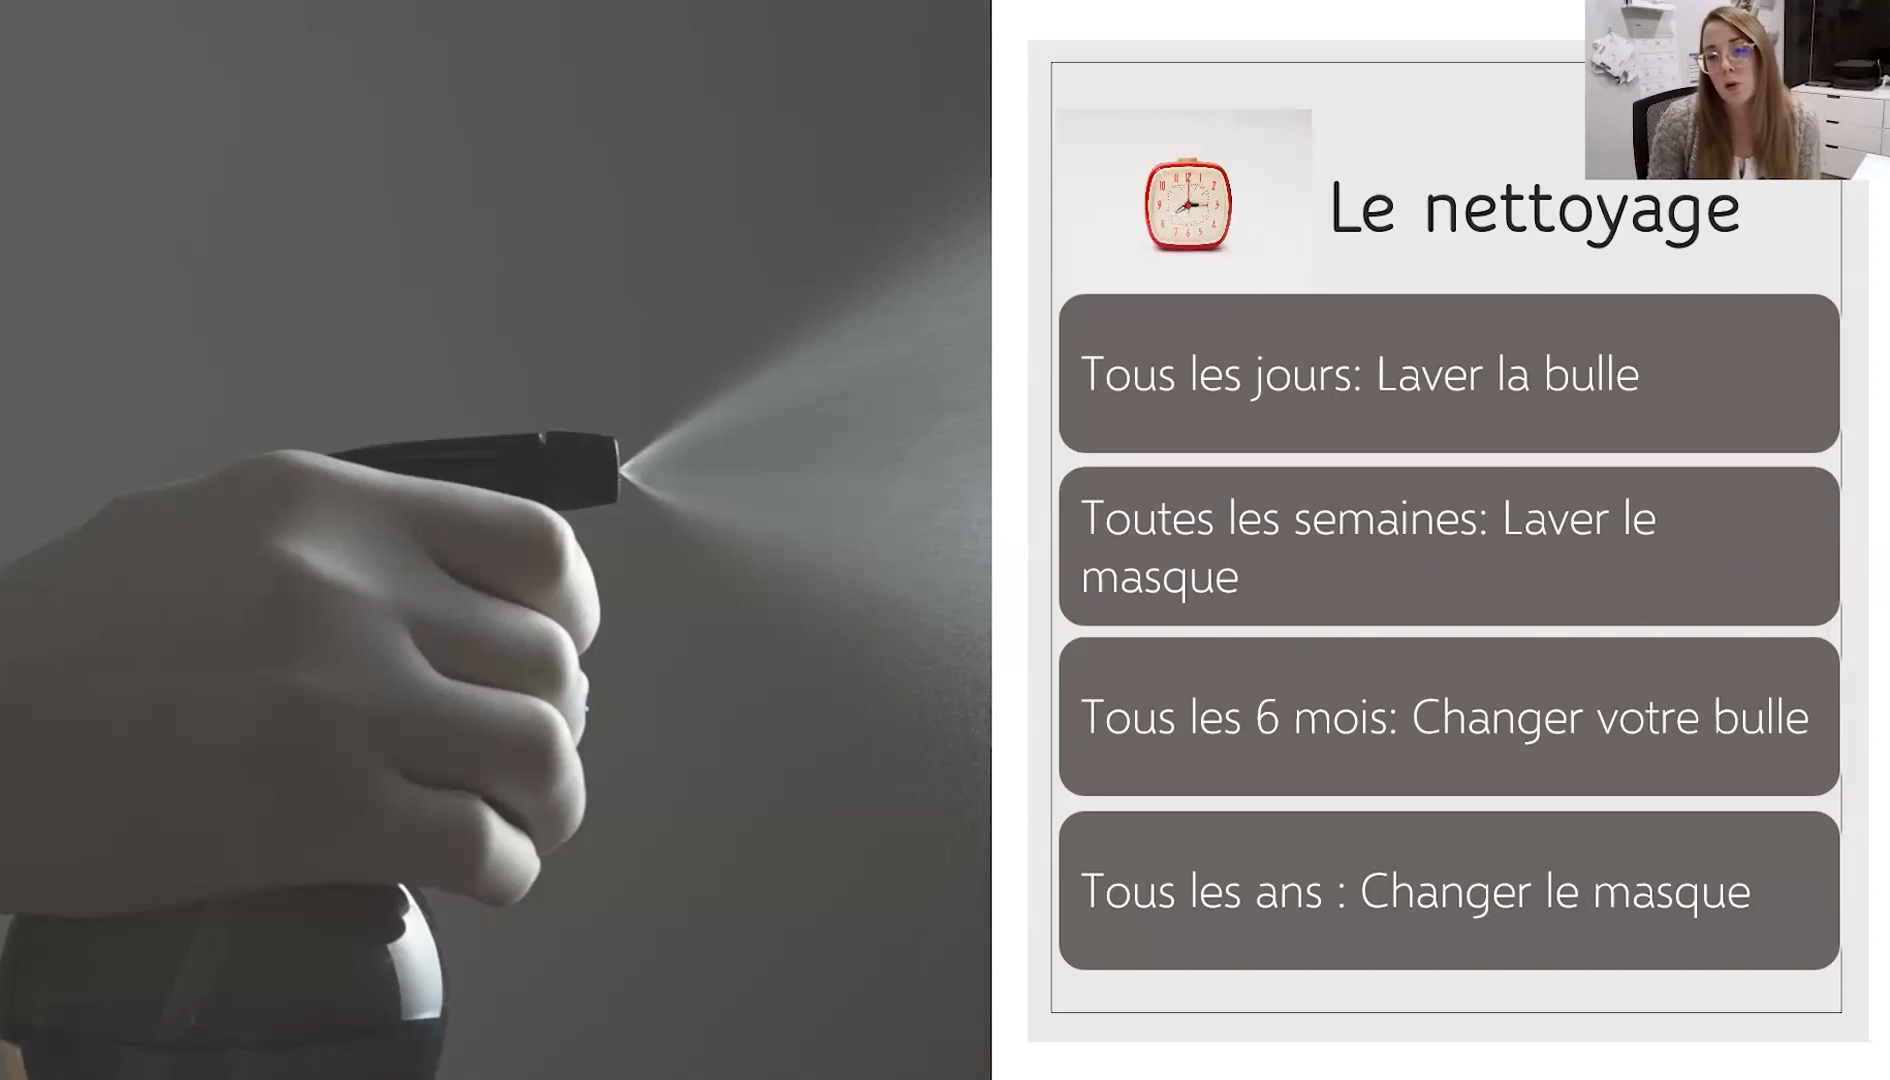 Le nettoyage
Tous les jours: Laver la bulle
Toutes les semaines: Laver le
masque
Tous les 6 mois: Changer votre bulle
Tous les ans : Changer le masque